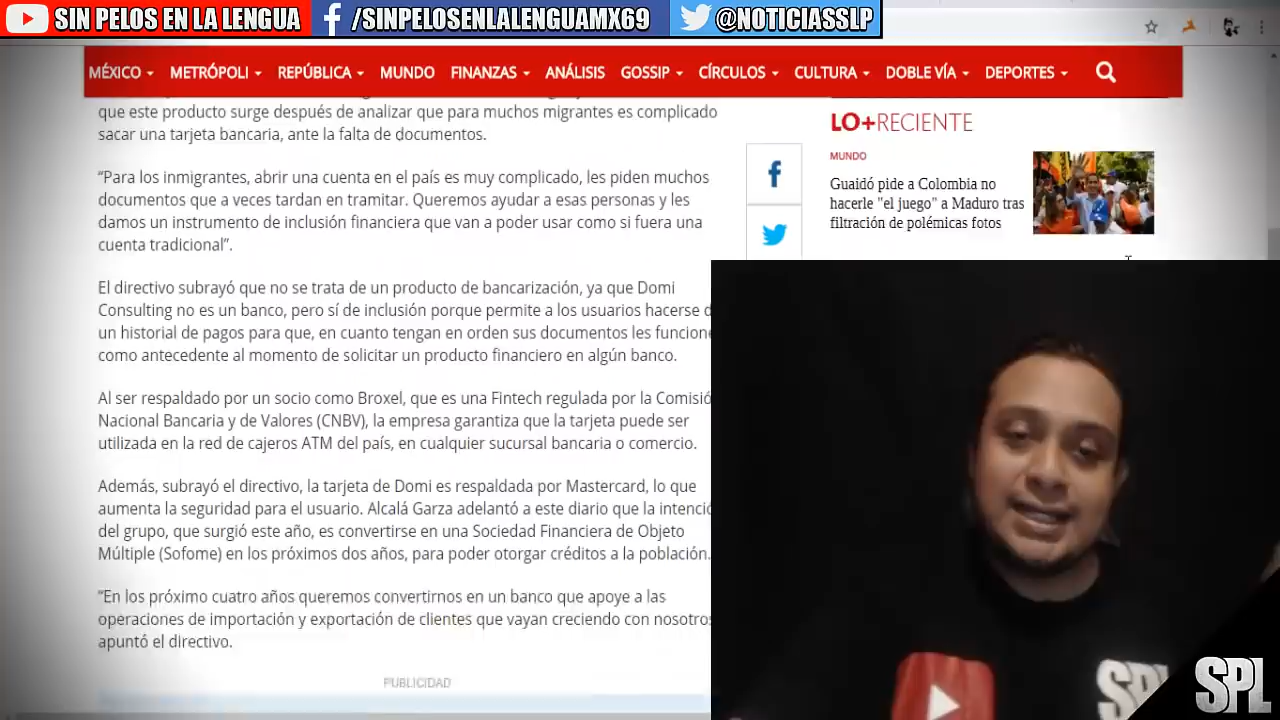 SIN PELOS EN LA LENGUA
/SINPELOSENLALENGUAMX69
@NOTICIASSLP
MÉXICO
METRÓPOLI
REPÚBLICA
MUNDO
FINANZAS
ANÁLISIS
GOSSIP
CÍRCULOS
CULTURA
DOBLE VÍA
DEPORTES
que este producto surge después de analizar que para muchos migrantes es complicado
sacar una tarjeta bancaria, ante la falta de documentos.
“Para los inmigrantes, abrir una cuenta en el país es muy complicado, les piden muchos
documentos que a veces tardan en tramitar. Queremos ayudar a esas personas y les
damos un instrumento de inclusión financiera que van a poder usar como si fuera una
cuenta tradicional”.
El directivo subrayó que no se trata de un producto de bancarización, ya que Domi
Consulting no es un banco, pero sí de inclusión porque permite a los usuarios hacerse
un historial de pagos para que, en cuanto tengan en orden sus documentos les funcione
como antecedente al momento de solicitar un producto financiero en algún banco.
Al ser respaldado por un socio como Broxel, que es una Fintech regulada por la Comisió
Nacional Bancaria y de Valores (CNBV), la empresa garantiza que la tarjeta puede ser
utilizada en la red de cajeros ATM del país, en cualquier sucursal bancaria o comercio.
Además, subrayó el directivo, la tarjeta de Domi es respaldada por Mastercard, lo que
aumenta la seguridad para el usuario. Alcalá Garza adelantó a este diario que la intenció
del grupo, que surgió este año, es convertirse en una Sociedad Financiera de Objeto
Múltiple (Sofome) en los próximos dos años, para poder otorgar créditos a la población.
“En los próximo cuatro años queremos convertirnos en un banco que apoye a las
operaciones de importación y exportación de clientes que vayan creciendo con nosotros
apuntó el directivo.
PUBLICIDAD
LO+RECIENTE
MUNDO
Guaidó pide a Colombia no
hacerle "el juego" a Maduro tras
filtración de polémicas fotos
SPL
SPL